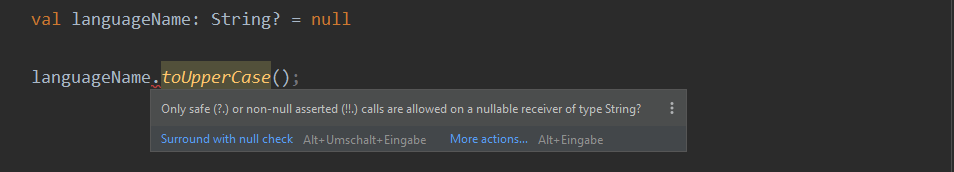 val languageName: String? = null
languageName.toUpperCase();
Only safe (?.) or non-null asserted (!!.) calls are allowed on a nullable receiver of type String?
Surround with null check Alt+Umschalt+Eingabe More actions... Alt+Eingabe